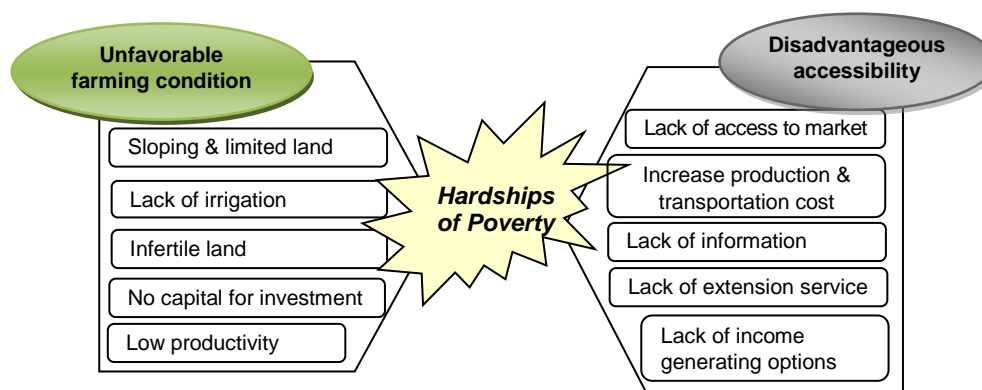 Unfavorable
farming condition
Sloping & limited land
Lack of irrigation
Infertile land
No capital for investment
Low productivity
Hardships
of Poverty
Disadvantageous
accessibility
Lack of access to market
Increase production &
transportation cost
Lack of information
Lack of extension service
Lack of income
generating options